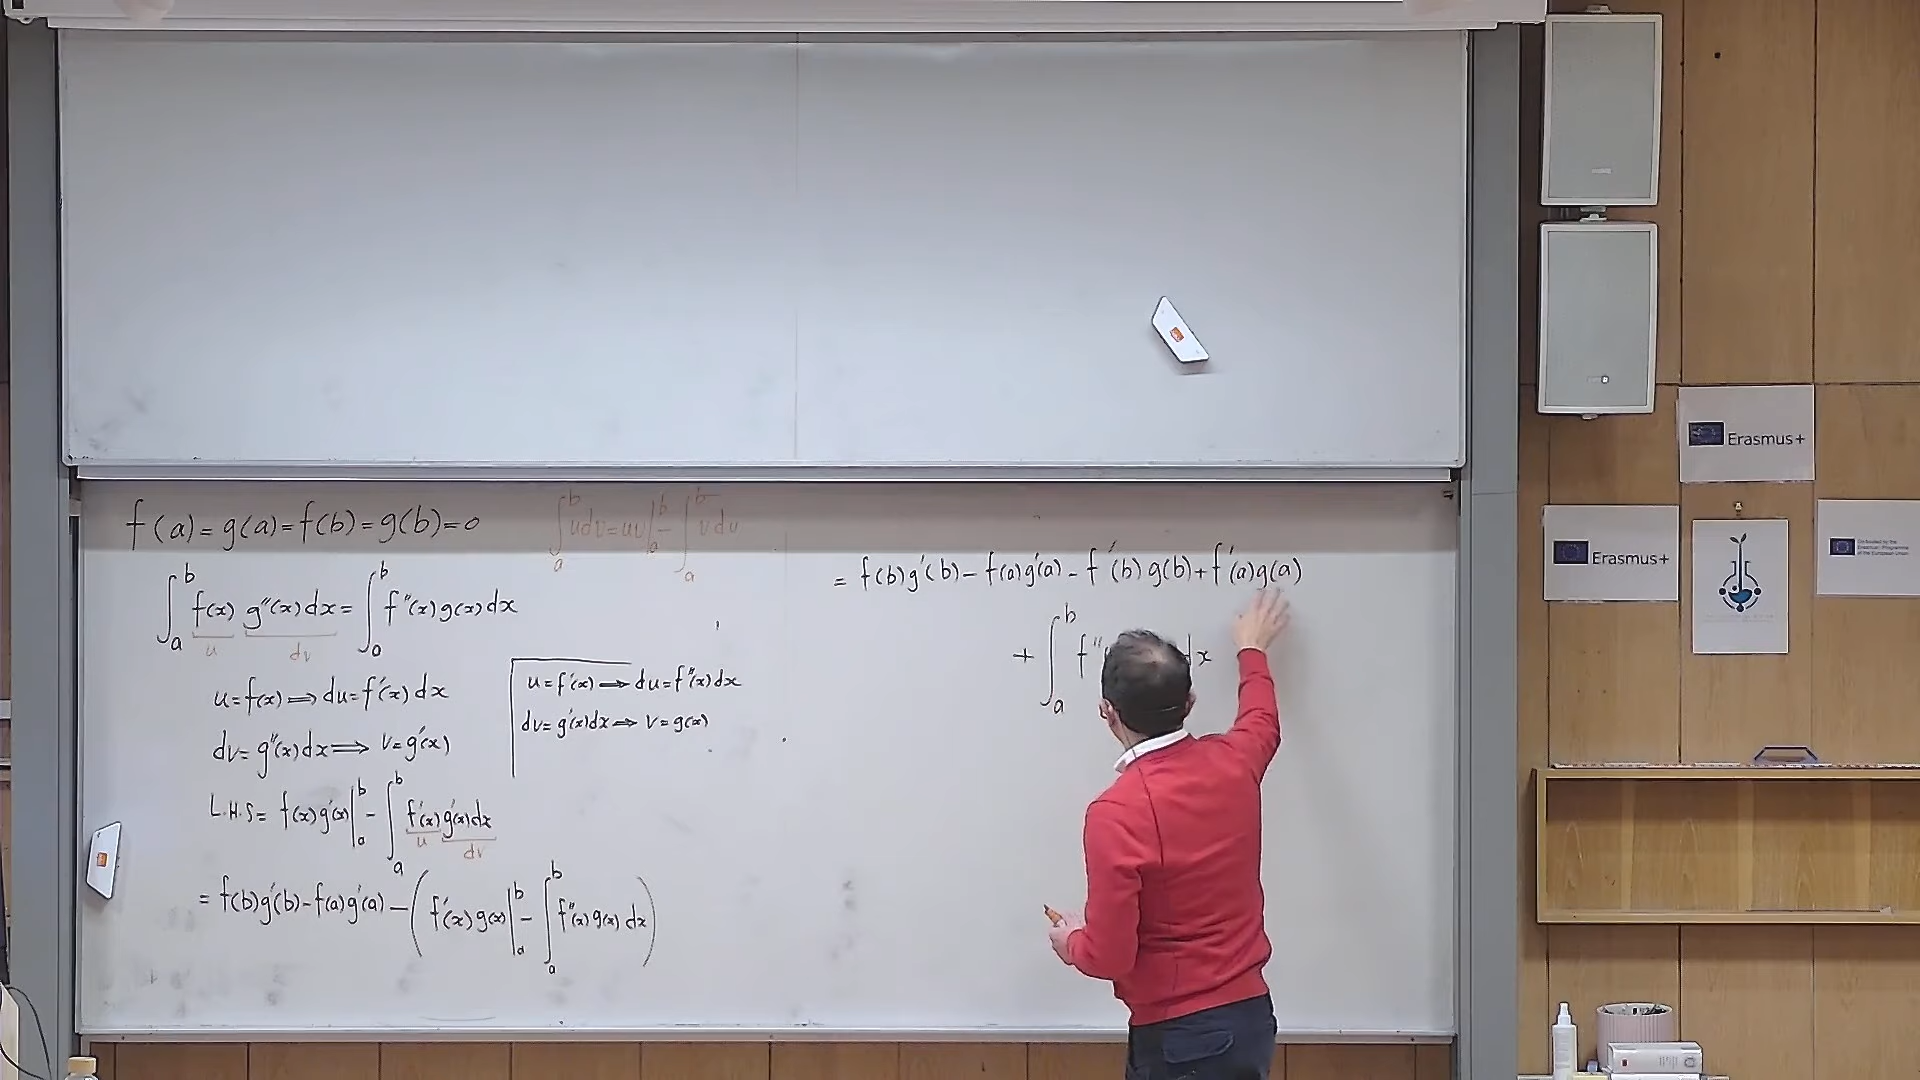 f(a)=g(a)=f(b)=g(b)=0
∫_a^b u dv = uv|_a^b - ∫_a^b v du
∫_a^b f(x) g''(x)dx = ∫_a^b f''(x)g(x)dx
u
dv
u=f(x) ⟹ du=f'(x)dx
dv=g''(x)dx ⟹ v=g'(x)
u=f'(x) ⟹ du=f''(x)dx
dv=g'(x)dx ⟹ v=g(x)
L.H.S= f(x)g'(x)|_a^b - ∫_a^b f'(x)g'(x)dx
u
dv
= f(b)g'(b)-f(a)g'(a)-(f'(x)g(x)|_a^b - ∫_a^b f''(x)g(x)dx)
= f(b)g'(b)-f(a)g'(a)-f'(b)g(b)+f'(a)g(a)
+ ∫_a^b f'' dx
Erasmus+
Erasmus+